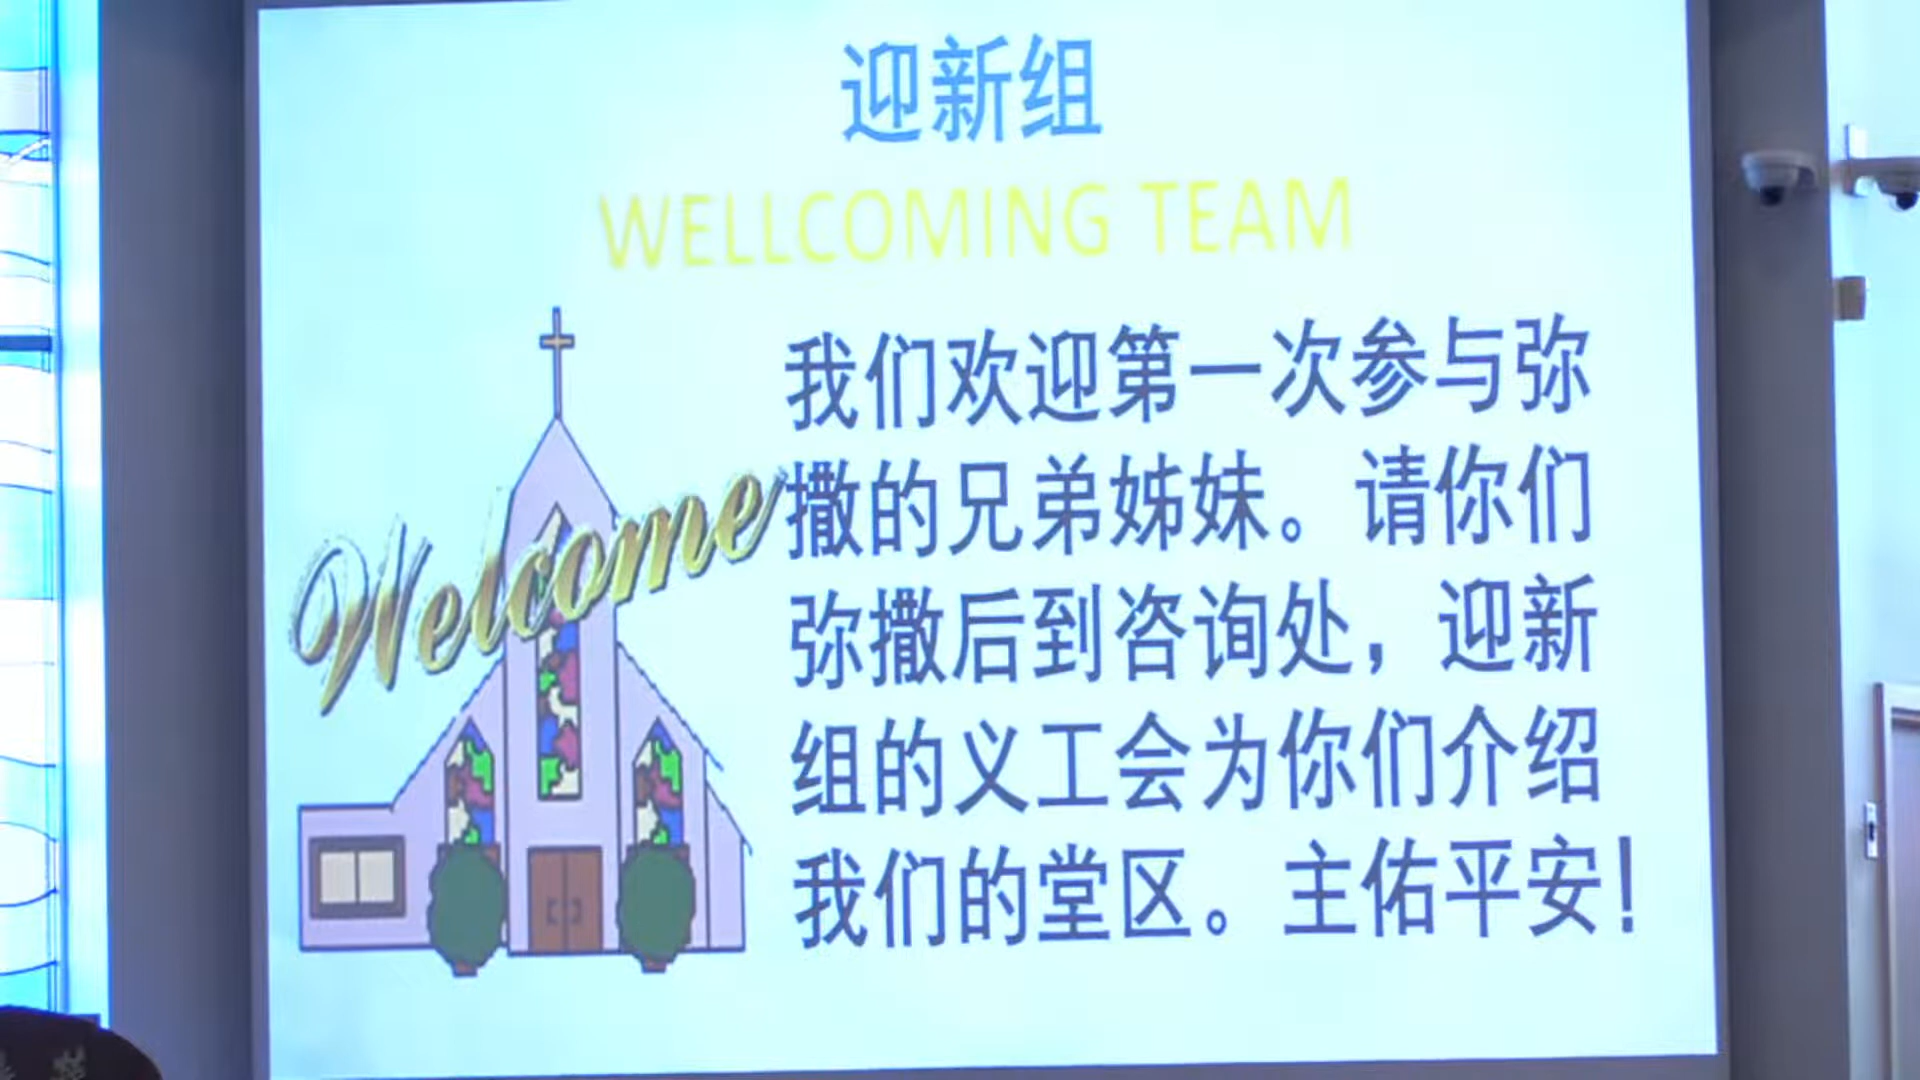 迎新组
WELLCOMING TEAM
Welcome
我们欢迎第一次参与弥
撒的兄弟姊妹。请你们
弥撒后到咨询处，迎新
组的义工会为你们介绍
我们的堂区。主佑平安！